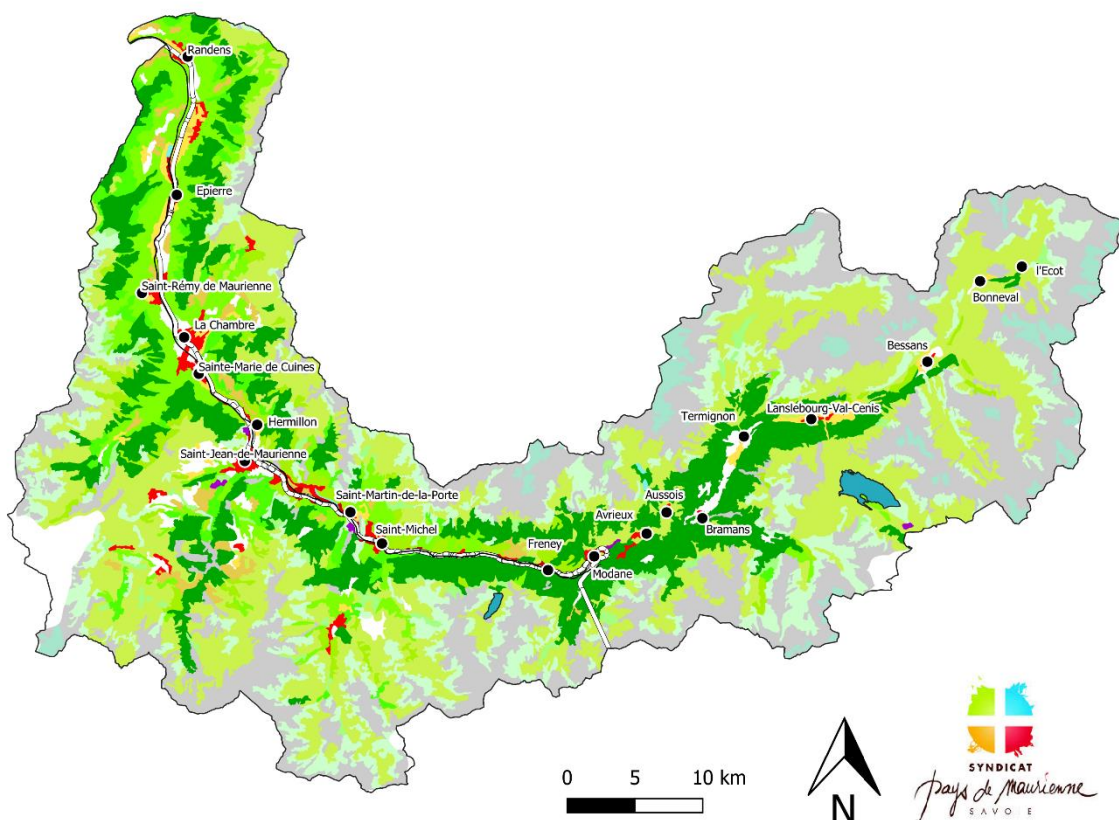 Randens
Epierre
Saint-Rémy de Maurienne
La Chambre
Sainte-Marie de Cuines
Hermillon
Saint-Jean-de-Maurienne
Saint-Martin-de-la-Porte
Saint-Michel
Freney
Modane
Avrieux
Aussois
Bramans
Termignon
Lanslebourg-Val-Cenis
Bessans
Bonneval
l'Ecot
0 5 10 km
N
SYNDICAT
pays de maurienne
SAVOIE